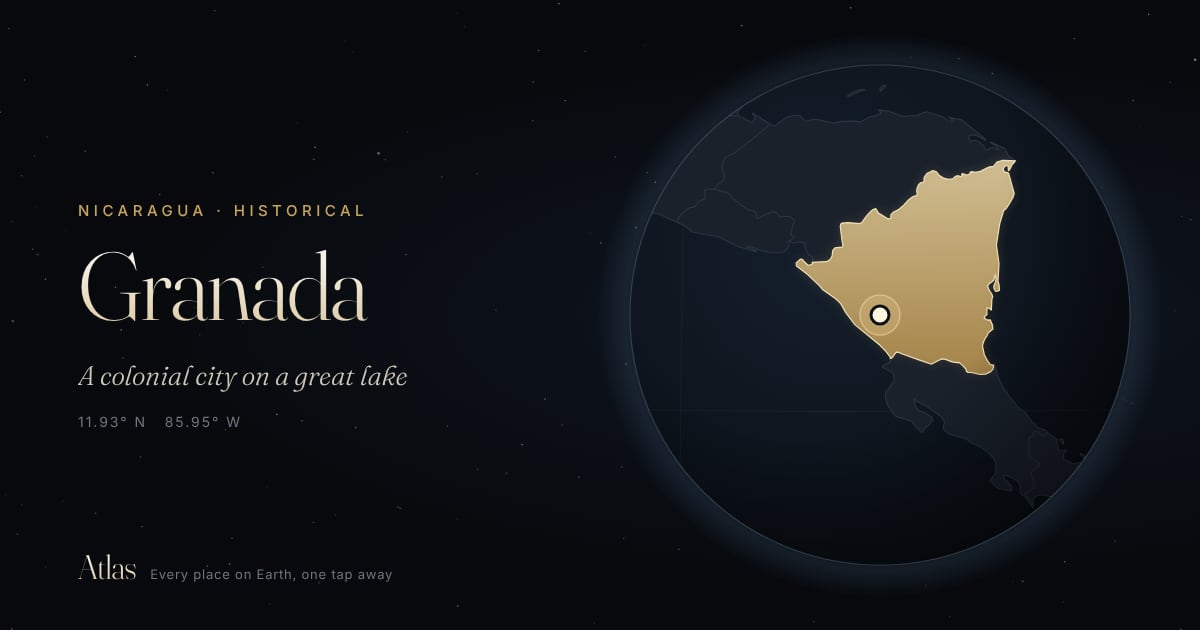 NICARAGUA · HISTORICAL
Granada
A colonial city on a great lake
11.93° N 85.95° W
Atlas Every place on Earth, one tap away